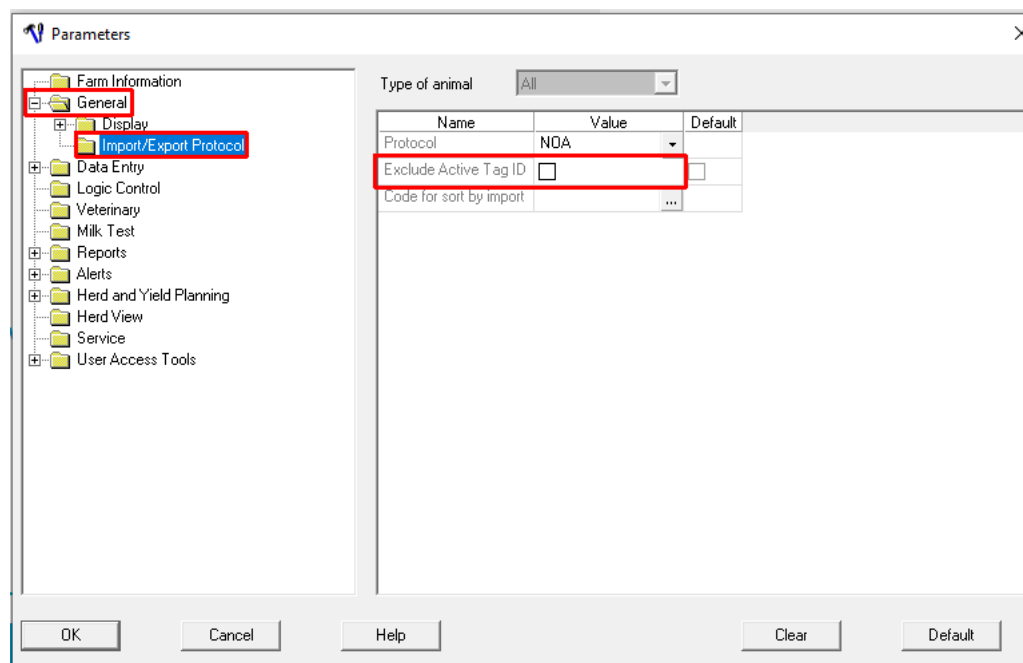 Parameters
Farm Information
General
Display
Import/Export Protocol
Data Entry
Logic Control
Veterinary
Milk Test
Reports
Alerts
Herd and Yield Planning
Herd View
Service
User Access Tools
Type of animal All
Name Value Default
Protocol NOA
Exclude Active Tag ID
Code for sort by import ...
OK Cancel Help Clear Default